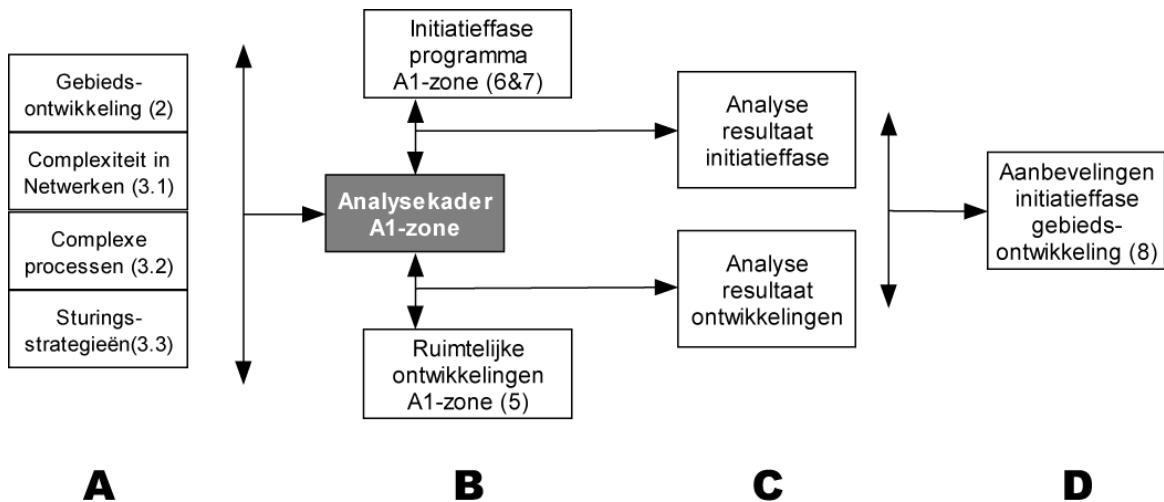 Gebieds-
ontwikkeling (2)
Complexiteit in
Netwerken (3.1)
Complexe
processen (3.2)
Sturings-
strategieën(3.3)
Initiatieffase
programma
A1-zone (6&7)
Analysekader
A1-zone
Ruimtelijke
ontwikkelingen
A1-zone (5)
Analyse
resultaat
initiatieffase
Analyse
resultaat
ontwikkelingen
Aanbevelingen
initiatieffase
gebieds-
ontwikkeling (8)
A
B
C
D